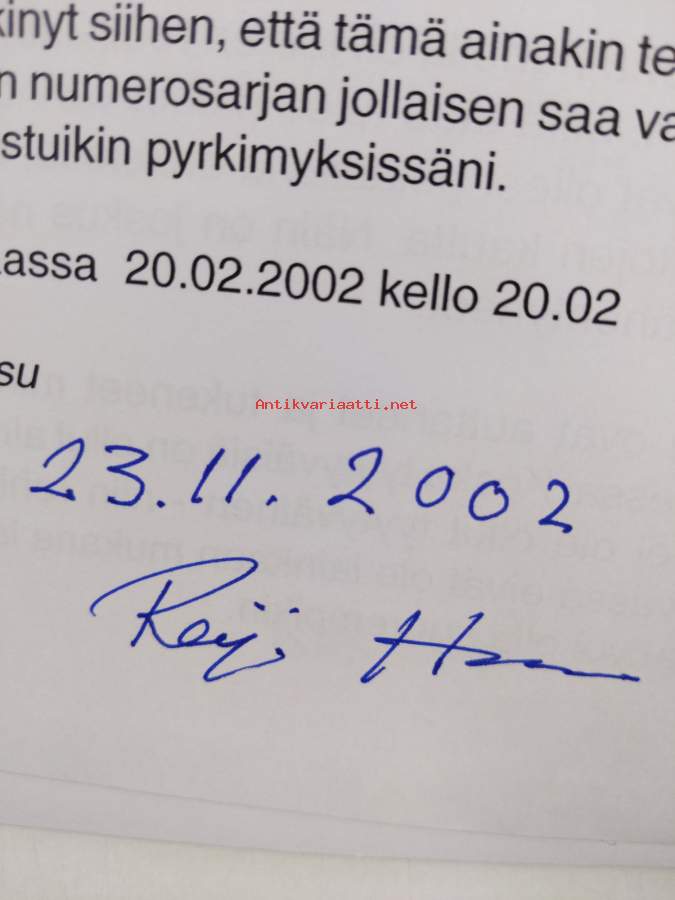 kinyt siihen, että tämä ainakin te
n numerosarjan jollaisen saa va
stuikin pyrkimyksissäni.
assa 20.02.2002 kello 20.02
su
Antikvariaatti.net
23.11.2002
Reijo